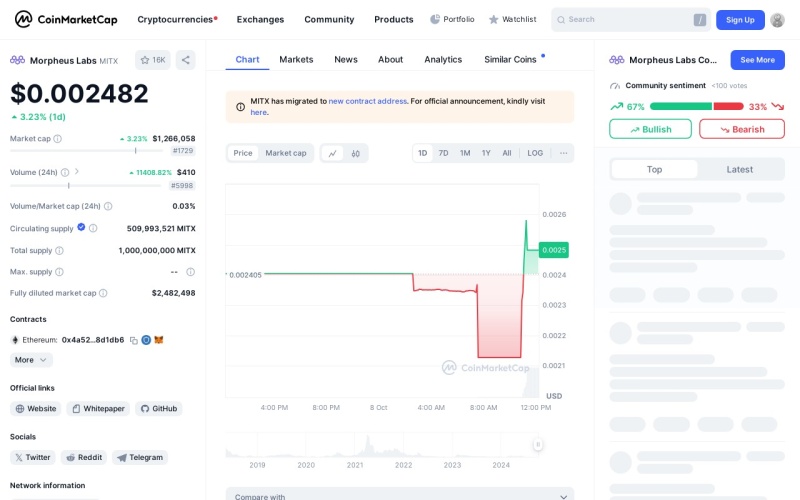 CoinMarketCap
Cryptocurrencies
Exchanges
Community
Products
Portfolio
Watchlist
Search
/
Sign Up
Morpheus Labs MITX
16K
$0.002482
3.23% (1d)
Market cap
3.23% $1,266,058
#1729
Volume (24h)
11408.82% $410
#5998
Volume/Market cap (24h)
0.03%
Circulating supply
509,993,521 MITX
Total supply
1,000,000,000 MITX
Max. supply
--
Fully diluted market cap
$2,482,498
Contracts
Ethereum: 0x4a52...8d1db6
More
Official links
Website
Whitepaper
GitHub
Socials
Twitter
Reddit
Telegram
Network information
Chart
Markets
News
About
Analytics
Similar Coins
MITX has migrated to new contract address. For official announcement, kindly visit
here.
Price
Market cap
1D
7D
1M
1Y
All
LOG
...
0.0026
0.0025
0.0024
0.0023
0.0022
0.0021
0.002405
CoinMarketCap
USD
4:00 PM
8:00 PM
8 Oct
4:00 AM
8:00 AM
12:00 PM
2019
2020
2021
2022
2023
2024
Compare with
Morpheus Labs Co...
See More
Community sentiment <100 votes
67%
33%
Bullish
Bearish
Top
Latest